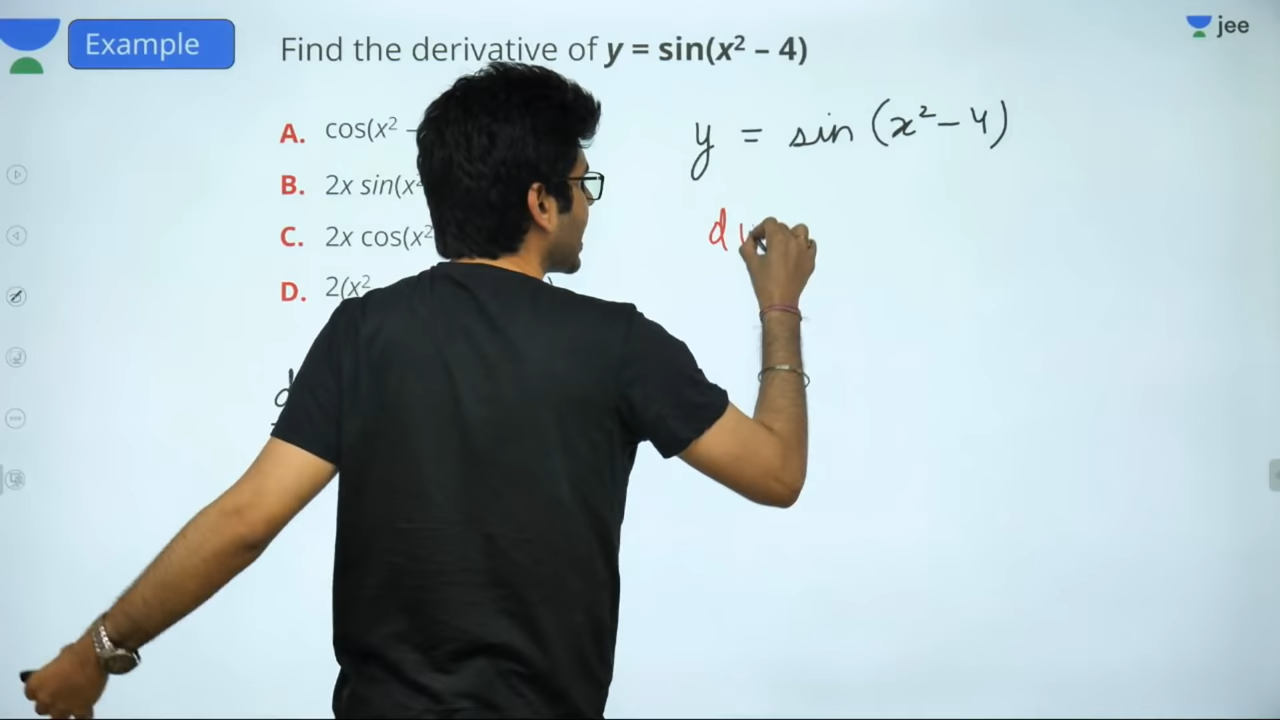 Example
jee
Find the derivative of y = sin(x² – 4)
A. cos(x² -
B. 2x sin(x²
C. 2x cos(x²
D. 2(x²
y = sin (x² – 4)
d